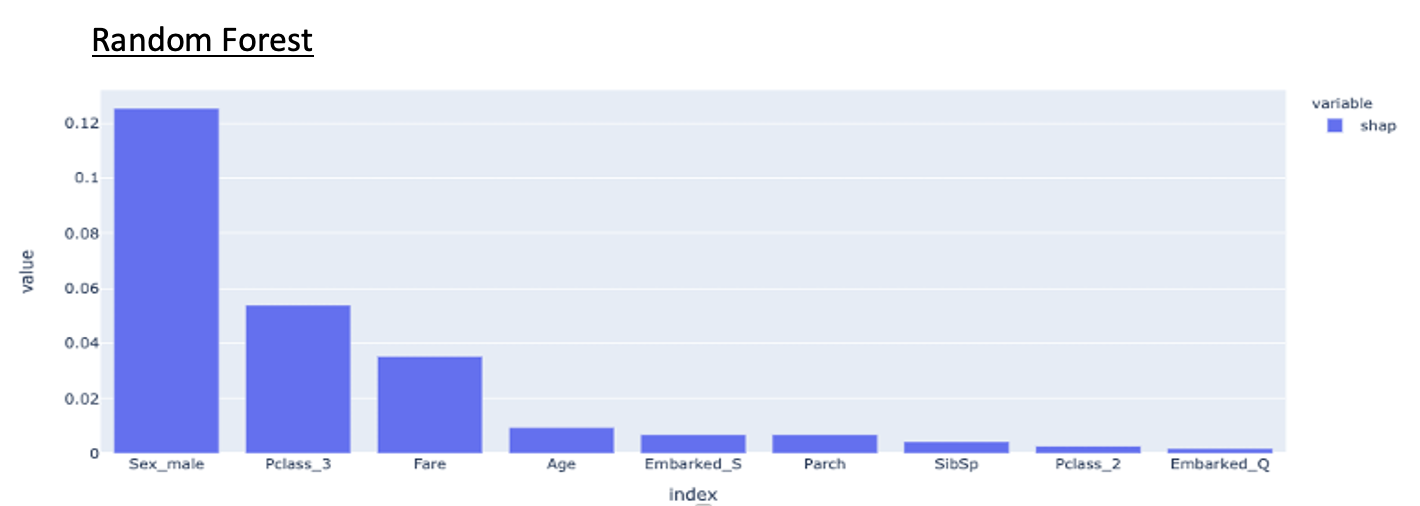 Random Forest
variable
shap
value
0.12
0.1
0.08
0.06
0.04
0.02
0
Sex_male Pclass_3 Fare Age Embarked_S Parch SibSp Pclass_2 Embarked_Q
index